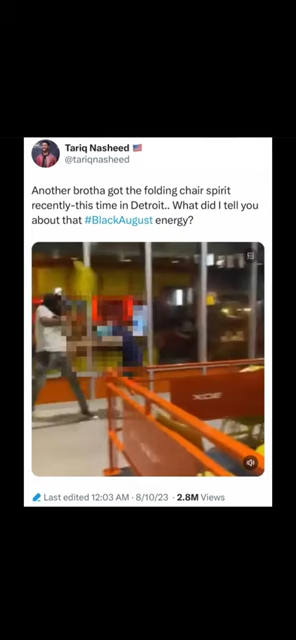 Tariq Nasheed 🇺🇸
@tariqnasheed
Another brotha got the folding chair spirit
recently-this time in Detroit.. What did I tell you
about that #BlackAugust energy?
Last edited 12:03 AM · 8/10/23 · 2.8M Views